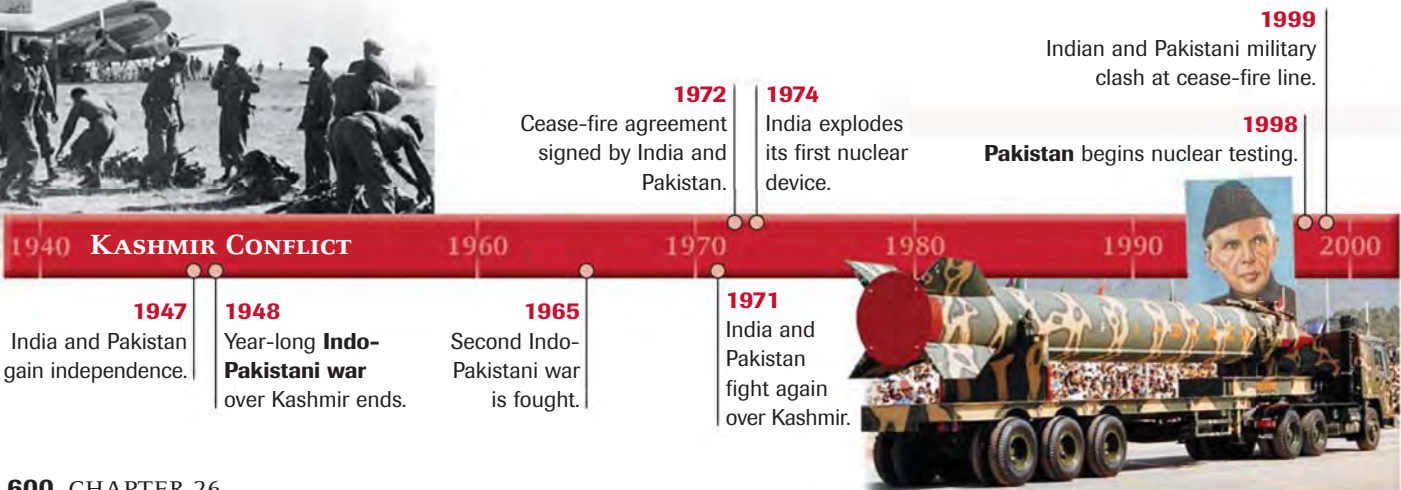 1999
Indian and Pakistani military
clash at cease-fire line.
1972
Cease-fire agreement
signed by India and
Pakistan.
1974
India explodes
its first nuclear
device.
1998
Pakistan begins nuclear testing.
1940 KASHMIR CONFLICT 1960 1970 1980 1990 2000
1947
India and Pakistan
gain independence.
1948
Year-long Indo-
Pakistani war
over Kashmir ends.
1965
Second Indo-
Pakistani war
is fought.
1971
India and
Pakistan
fight again
over Kashmir.
600 CHAPTER 26